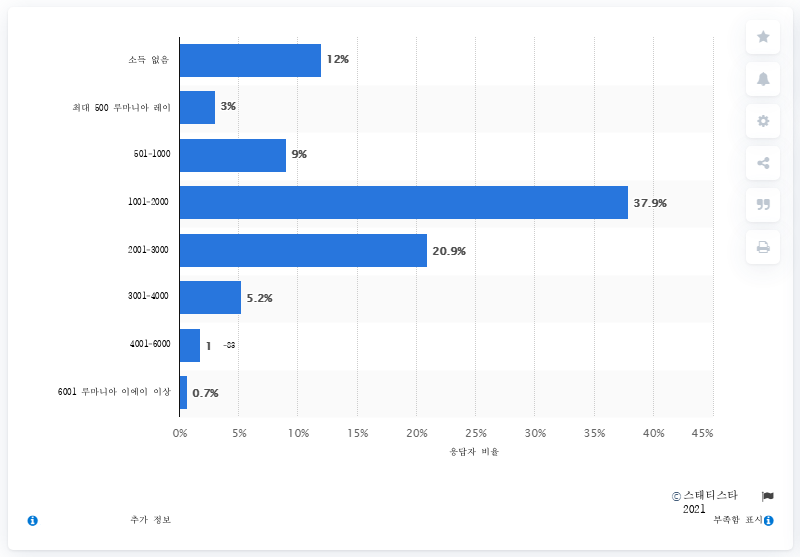 소득 없음
12%
최대 500 루마니아 레이
3%
501-1000
9%
1001-2000
37.9%
2001-3000
20.9%
3001-4000
5.2%
4001-6000
1
6001 루마니아 이에이 이상
0.7%
0% 5% 10% 15% 20% 25% 30% 35% 40% 45%
응답자 비율
© 스태티스타
2021
추가 정보
부족함 표시